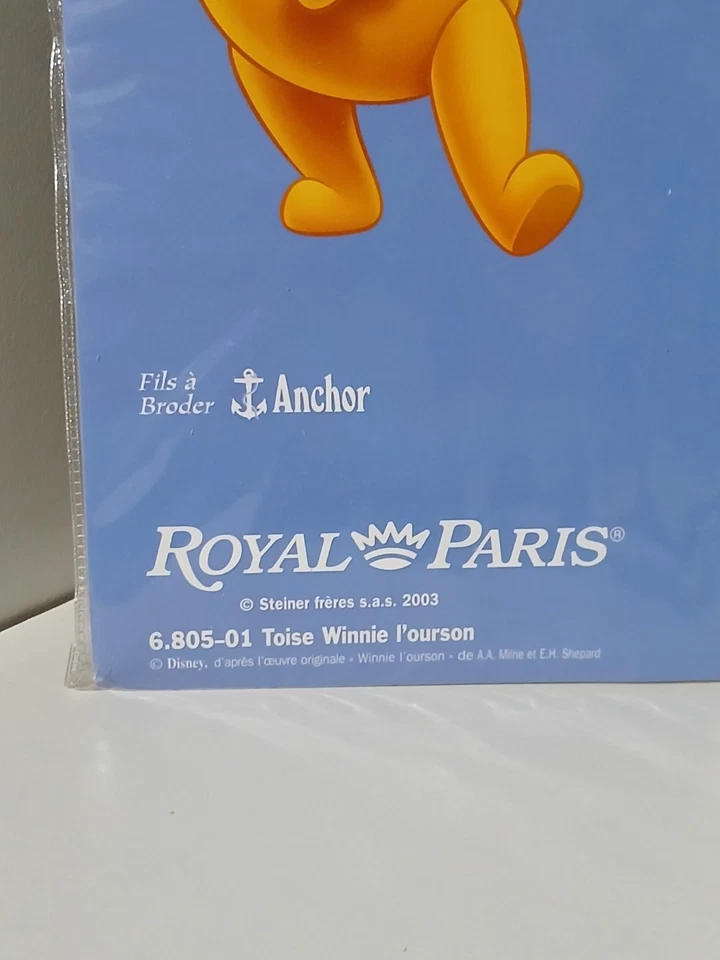 Fils à
Broder
Anchor
ROYAL PARIS®
© Steiner frères s.a.s. 2003
6.805-01 Toise Winnie l'ourson
© Disney, d'après l'œuvre originale - Winnie l'ourson - de A.A. Milne et E.H. Shepard